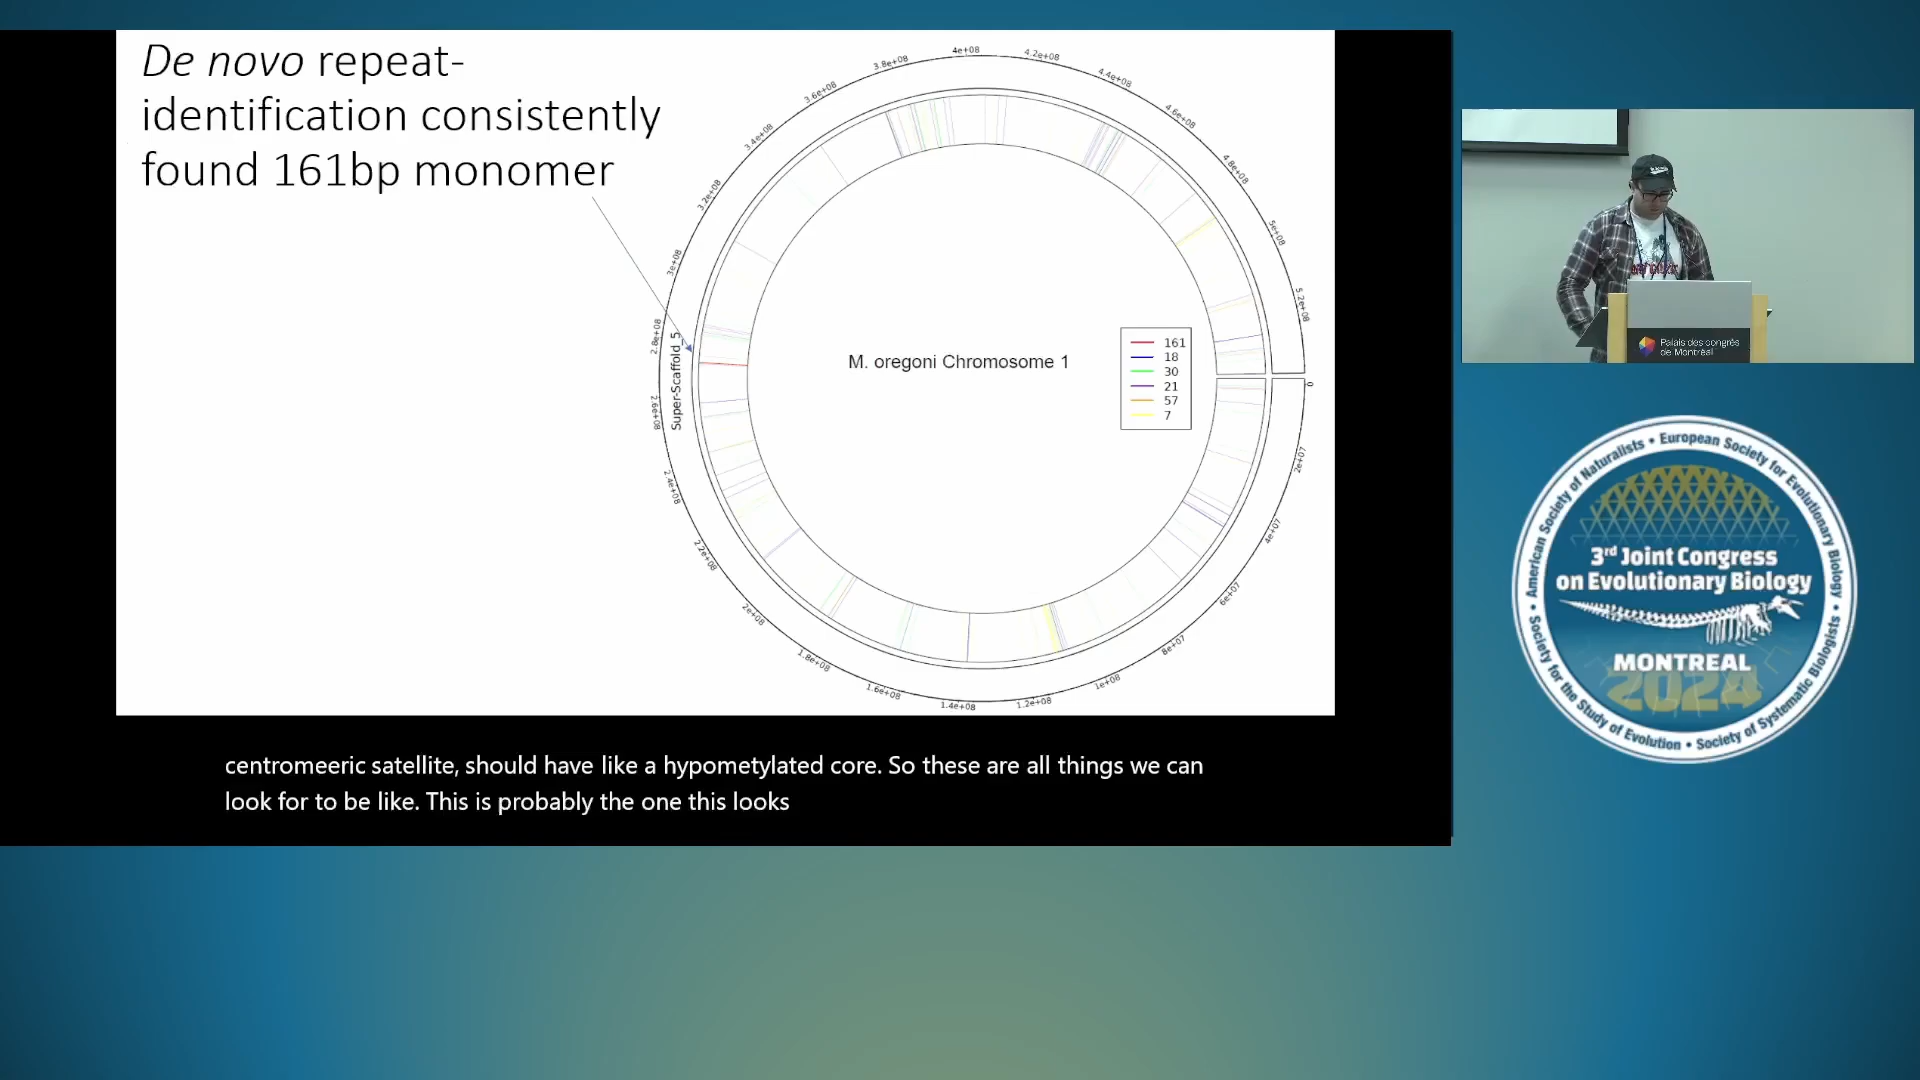 De novo repeat-
identification consistently
found 161bp monomer
4e+08
4.2e+08
4.4e+08
4.6e+08
4.8e+08
5e+08
5.2e+08
0
2e+07
4e+07
6e+07
8e+07
1e+08
1.2e+08
1.4e+08
1.6e+08
1.8e+08
2e+08
2.2e+08
2.4e+08
2.6e+08
2.8e+08
3e+08
3.2e+08
3.4e+08
3.6e+08
3.8e+08
Super-Scaffold_5
M. oregoni Chromosome 1
161
18
30
21
57
7
centromeeric satellite, should have like a hypometylated core. So these are all things we can
look for to be like. This is probably the one this looks
Palais des congrès
de Montréal
American Society of Naturalists • European Society for Evolutionary Biology • Society of Systematic Biologists • Society for the Study of Evolution •
3rd Joint Congress
on Evolutionary Biology
MONTREAL
2024